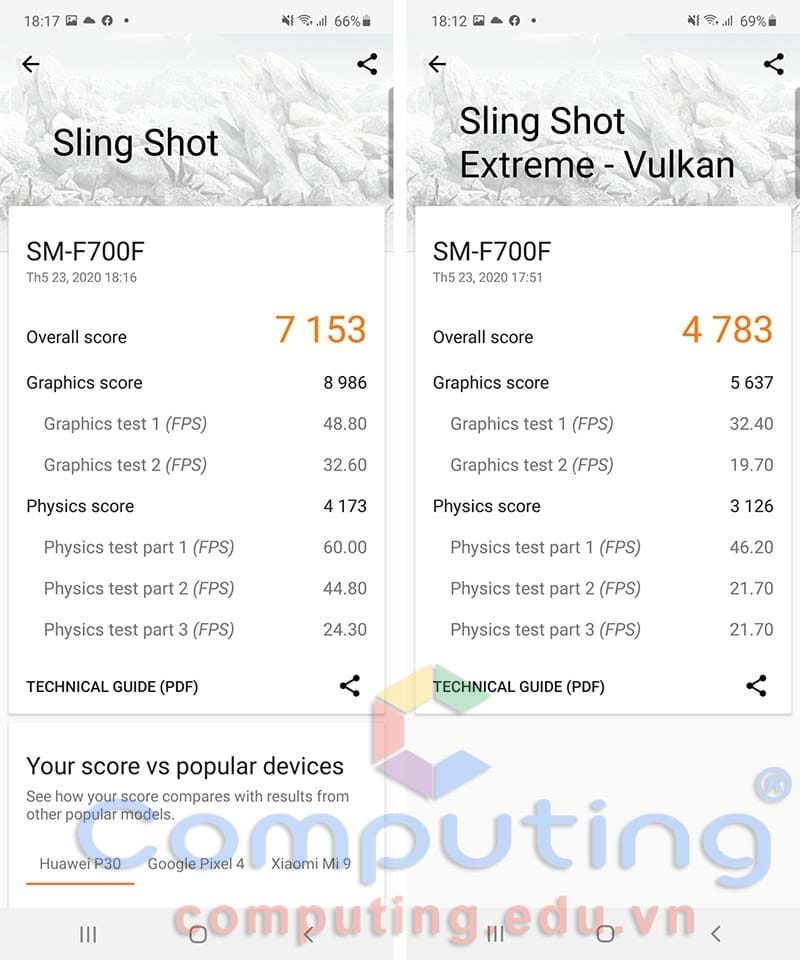 18:17
66%
Sling Shot
SM-F700F
Th5 23, 2020 18:16
Overall score 7 153
Graphics score 8 986
Graphics test 1 (FPS) 48.80
Graphics test 2 (FPS) 32.60
Physics score 4 173
Physics test part 1 (FPS) 60.00
Physics test part 2 (FPS) 44.80
Physics test part 3 (FPS) 24.30
TECHNICAL GUIDE (PDF)
Your score vs popular devices
See how your score compares with results from
other popular models.
Huawei P30 Google Pixel 4 Xiaomi Mi 9
18:12
69%
Sling Shot
Extreme - Vulkan
SM-F700F
Th5 23, 2020 17:51
Overall score 4 783
Graphics score 5 637
Graphics test 1 (FPS) 32.40
Graphics test 2 (FPS) 19.70
Physics score 3 126
Physics test part 1 (FPS) 46.20
Physics test part 2 (FPS) 21.70
Physics test part 3 (FPS) 21.70
TECHNICAL GUIDE (PDF)
Computing ®
computing.edu.vn